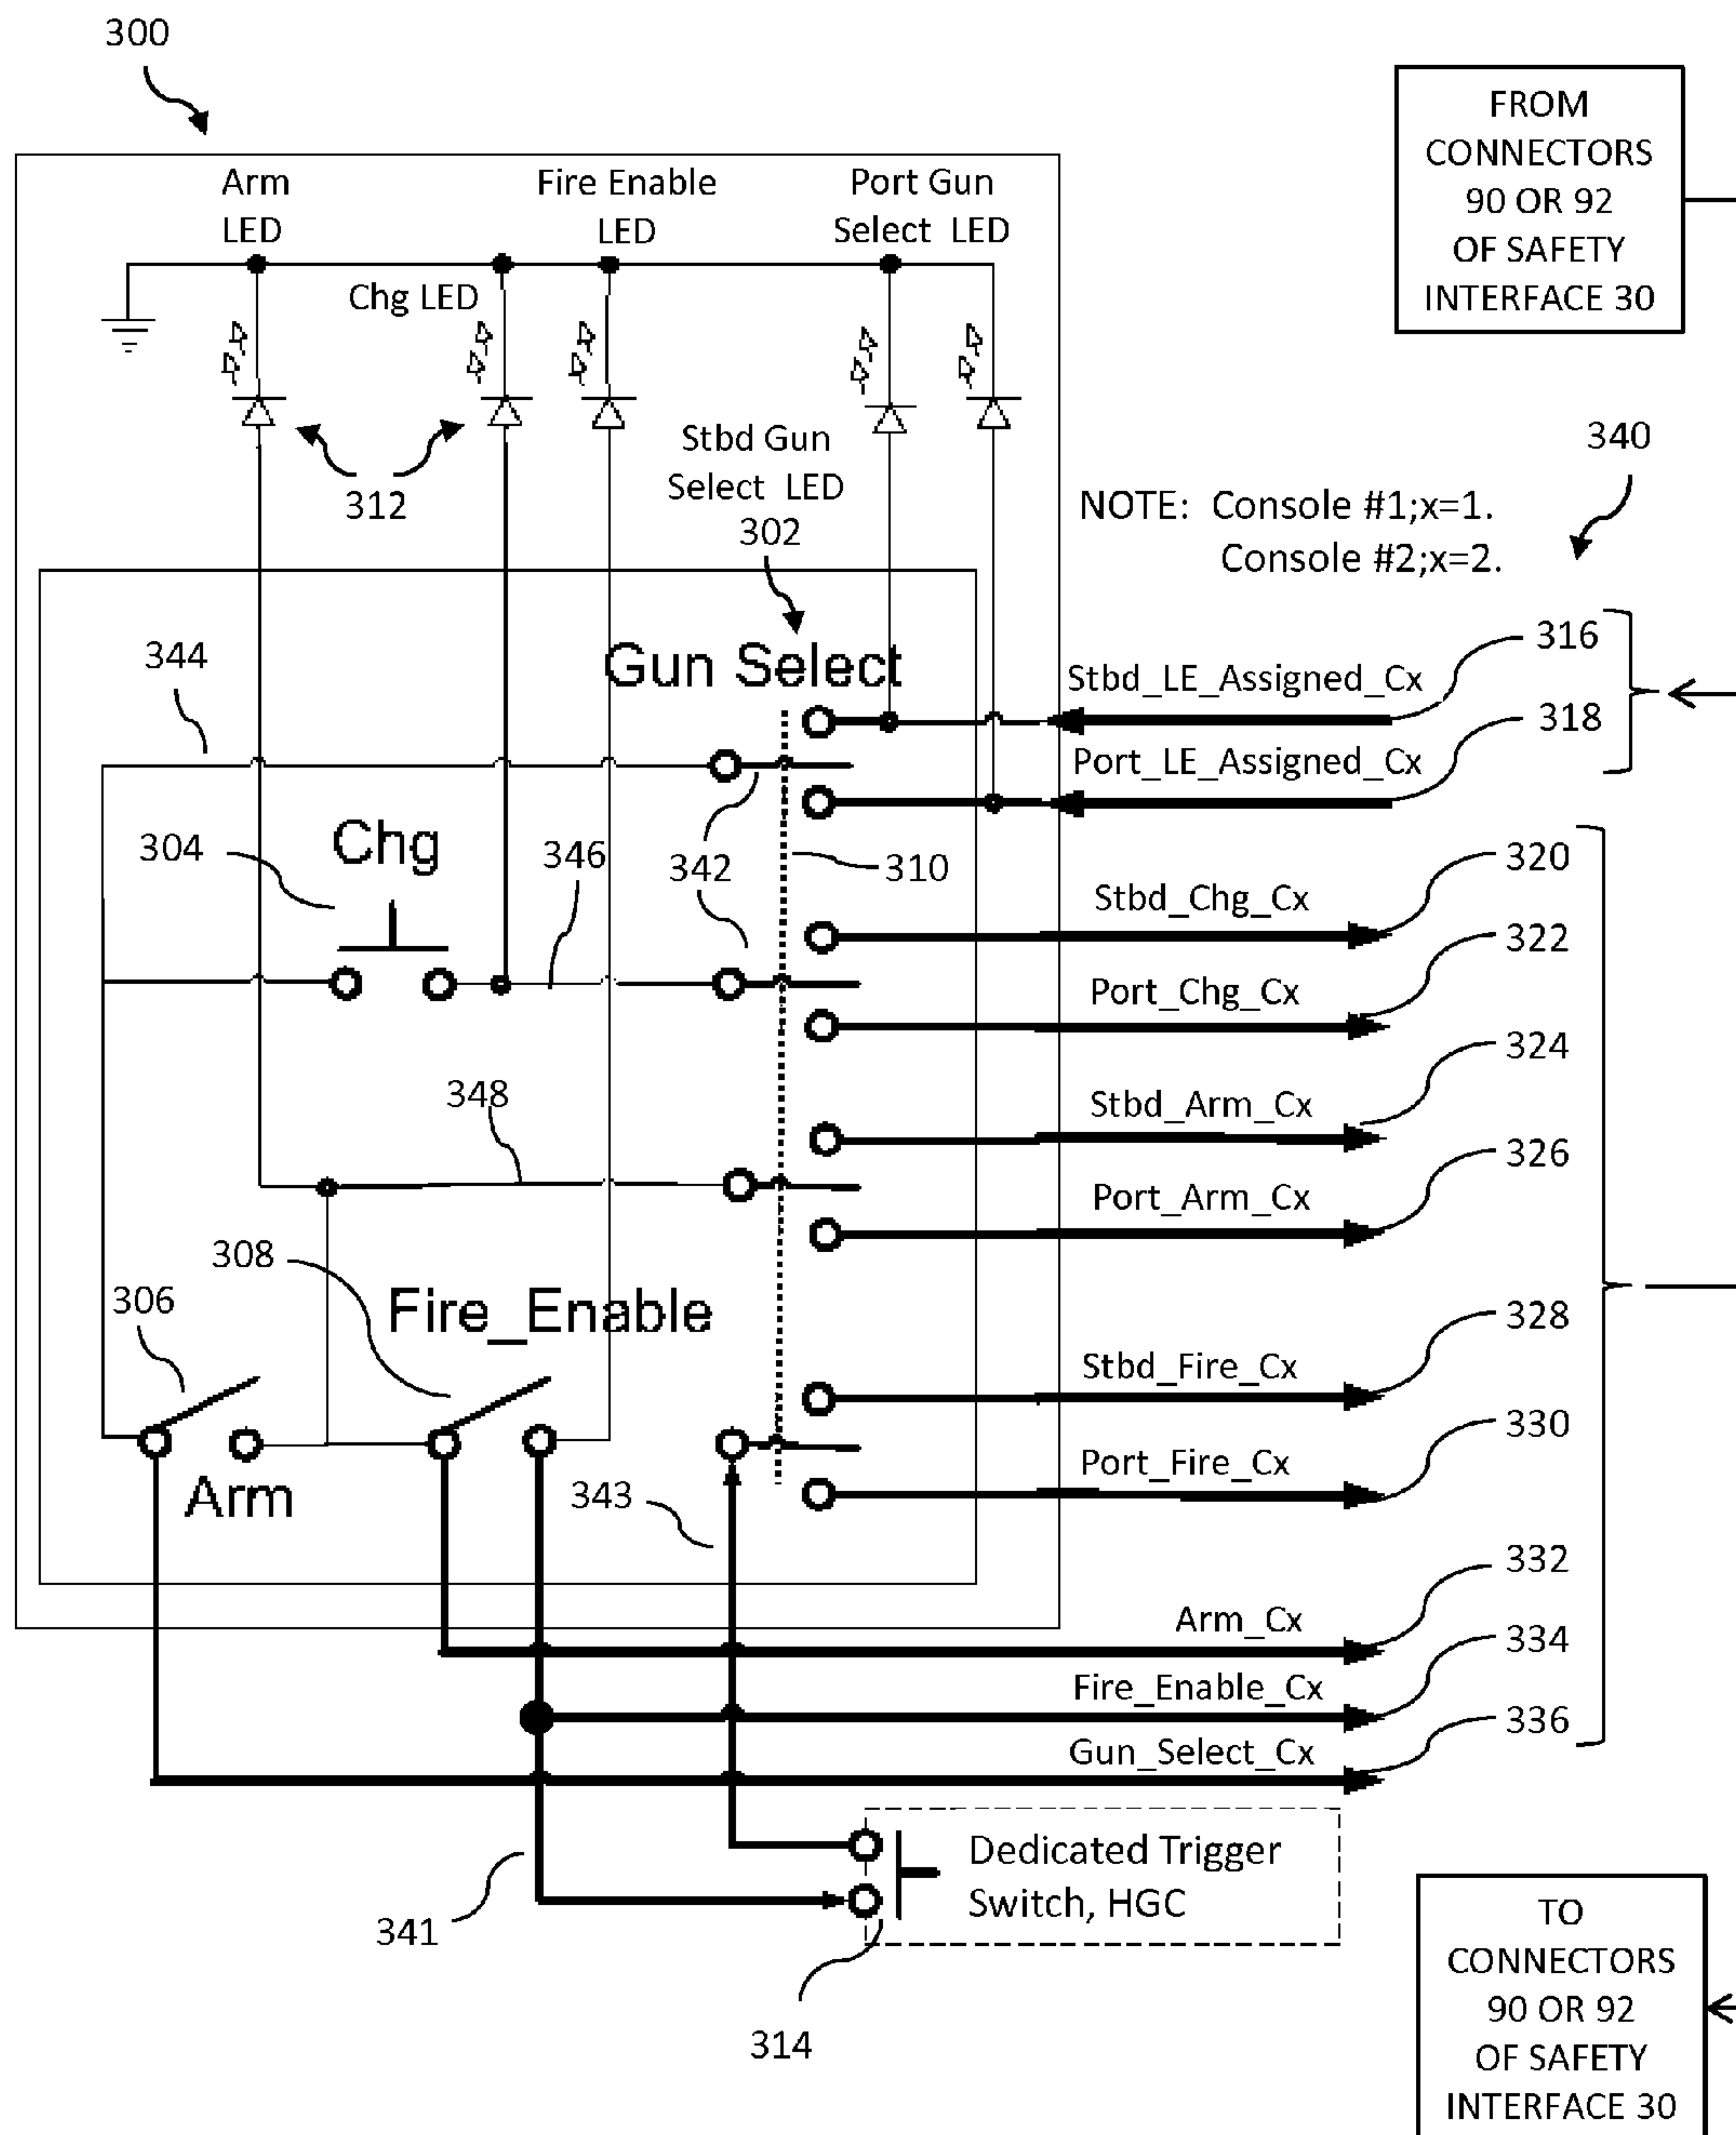 300
FROM
CONNECTORS
90 OR 92
OF SAFETY
INTERFACE 30
Arm
LED
Fire Enable
LED
Port Gun
Select LED
Chg LED
312
Stbd Gun
Select LED
302
340
NOTE: Console #1;x=1.
Console #2;x=2.
344
Gun Select
316
Stbd_LE_Assigned_Cx
318
Port_LE_Assigned_Cx
304
Chg
346
342
310
320
Stbd_Chg_Cx
322
Port_Chg_Cx
324
348
Stbd_Arm_Cx
326
Port_Arm_Cx
308
306
Fire_Enable
328
Stbd_Fire_Cx
330
Port_Fire_Cx
Arm
343
332
Arm_Cx
334
Fire_Enable_Cx
336
Gun_Select_Cx
341
Dedicated Trigger
Switch, HGC
314
TO
CONNECTORS
90 OR 92
OF SAFETY
INTERFACE 30